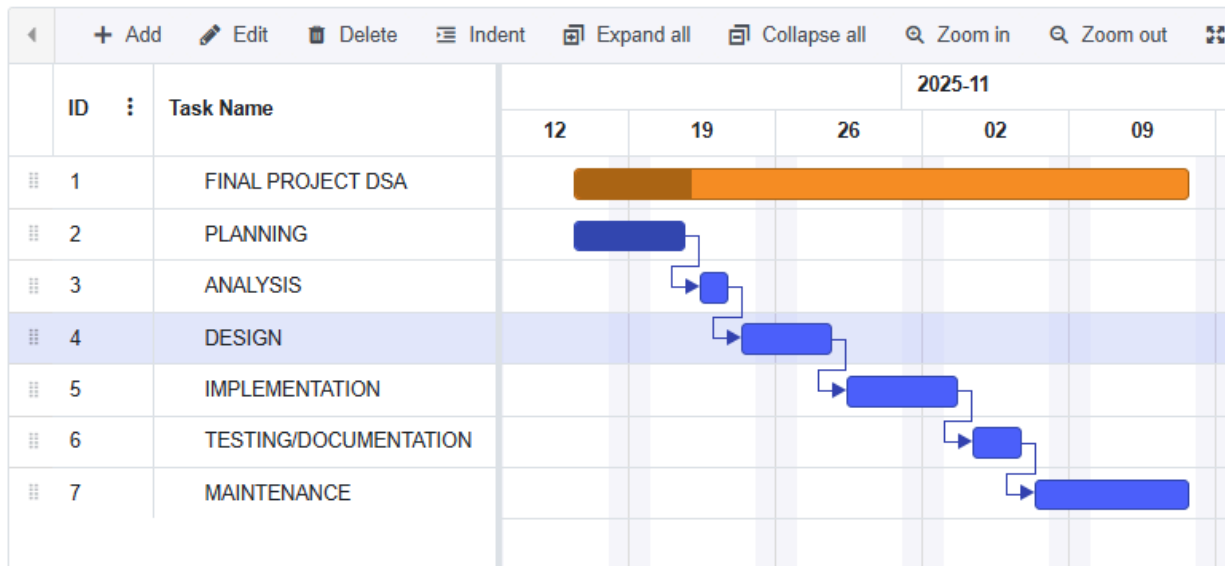 Add Edit Delete Indent Expand all Collapse all Zoom in Zoom out
2025-11
ID Task Name
12 19 26 02 09
1 FINAL PROJECT DSA
2 PLANNING
3 ANALYSIS
4 DESIGN
5 IMPLEMENTATION
6 TESTING/DOCUMENTATION
7 MAINTENANCE